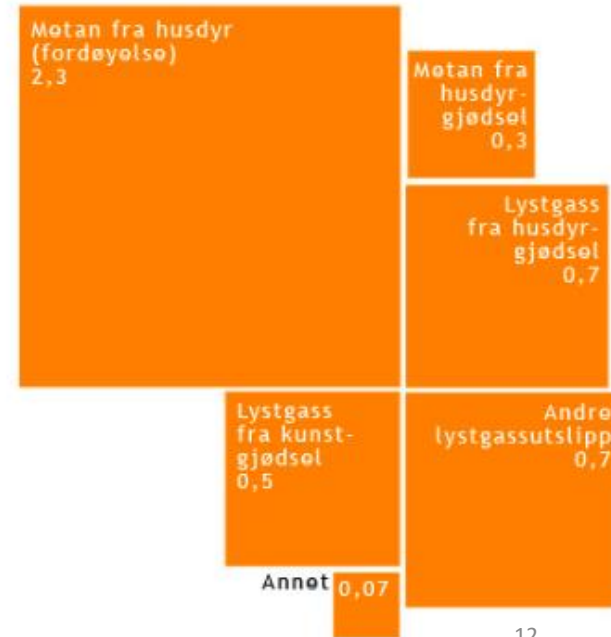 Metan fra husdyr
(fordøyelse)
2,3
Metan fra
husdyr-
gjødsel
0,3
Lystgass
fra husdyr-
gjødsel
0,7
Lystgass
fra kunst-
gjødsel
0,5
Andre
lystgassutslipp
0,7
Annet
0,07
12